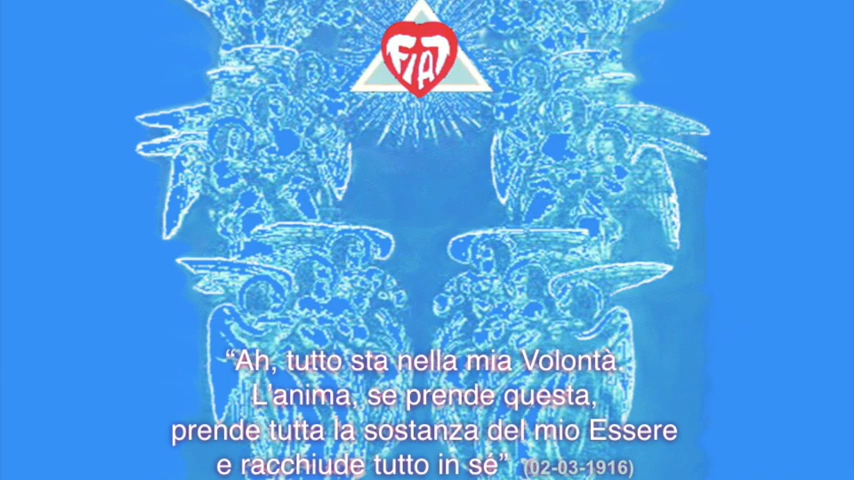 FIAT
“Ah, tutto sta nella mia Volontà.
L'anima, se prende questa,
prende tutta la sostanza del mio Essere
e racchiude tutto in sé” (02-03-1916)